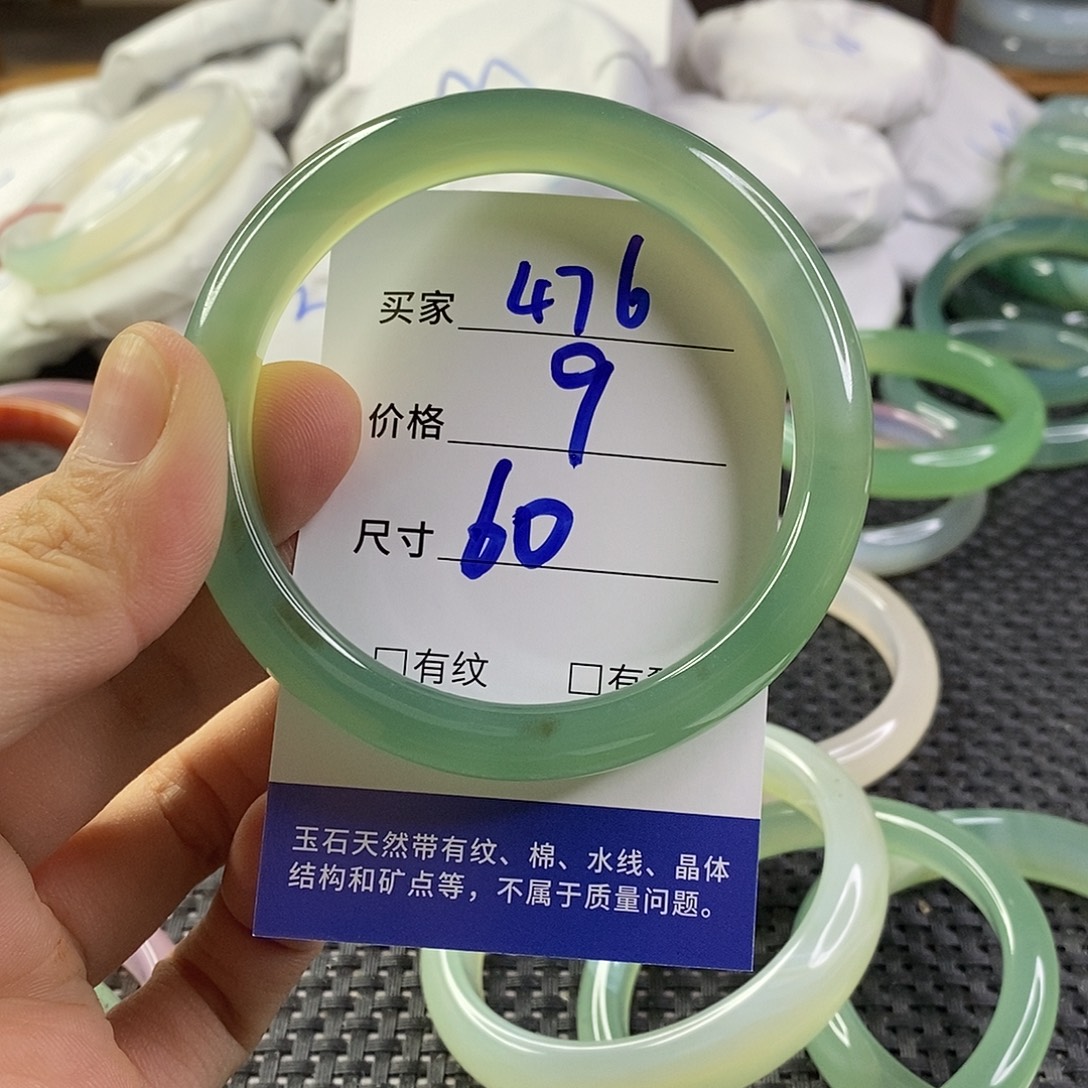 买家 476
价格 9
尺寸 60
□有纹 □有
玉石天然带有纹、棉、水线、晶体
结构和矿点等，不属于质量问题。